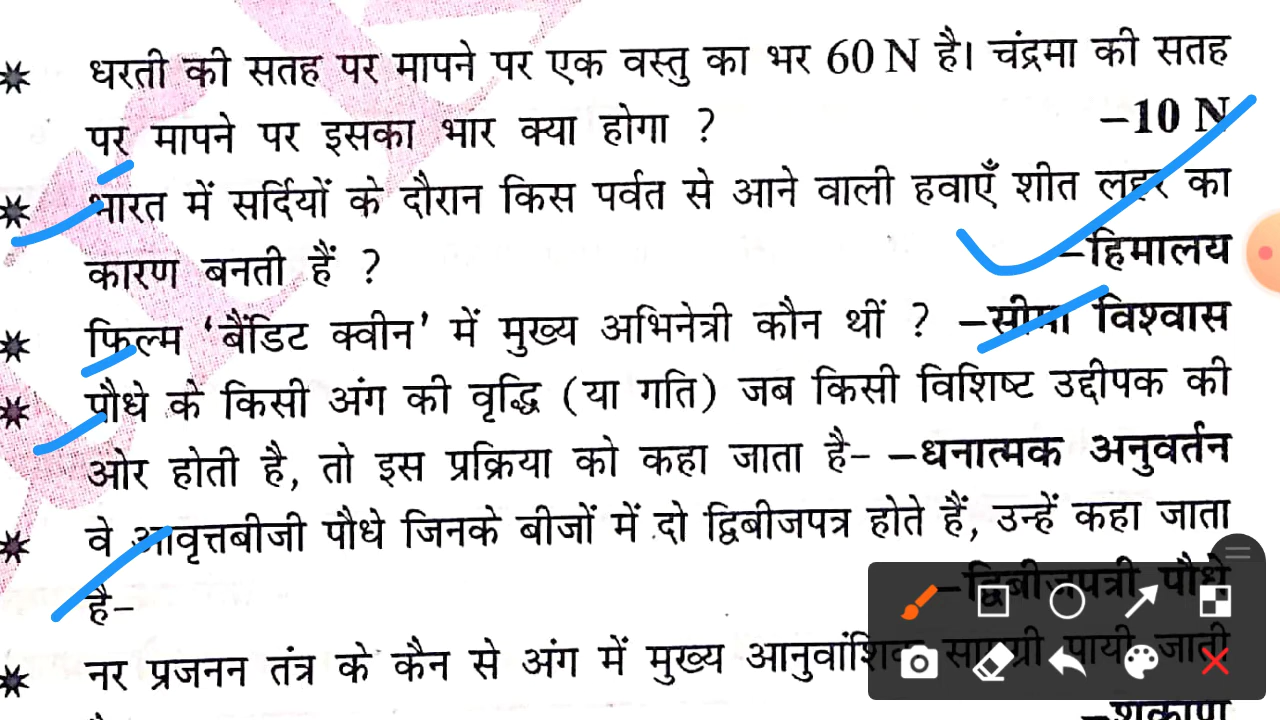 धरती की सतह पर मापने पर एक वस्तु का भर 60 N है। चंद्रमा की सतह
पर मापने पर इसका भार क्या होगा ? –10 N
भारत में सर्दियों के दौरान किस पर्वत से आने वाली हवाएँ शीत लहर का
कारण बनती हैं ? –हिमालय
फिल्म ‘बैंडिट क्वीन’ में मुख्य अभिनेत्री कौन थीं ? –सीमा विश्वास
पौधे के किसी अंग की वृद्धि (या गति) जब किसी विशिष्ट उद्दीपक की
ओर होती है, तो इस प्रक्रिया को कहा जाता है– –धनात्मक अनुवर्तन
वे आवृत्तबीजी पौधे जिनके बीजों में दो द्विबीजपत्र होते हैं, उन्हें कहा जाता
है– –द्विबीजपत्री पौधे
नर प्रजनन तंत्र के कैन से अंग में मुख्य आनुवांशिक सामग्री पायी जाती